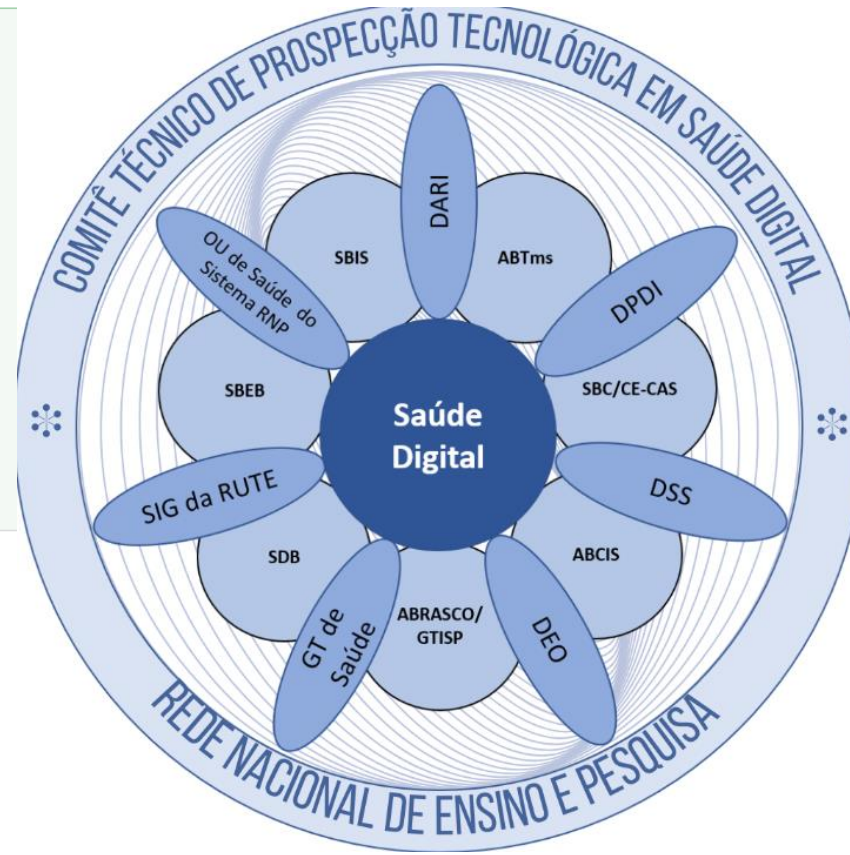 COMITÊ TÉCNICO DE PROSPECÇÃO TECNOLÓGICA EM SAÚDE DIGITAL
DARI
SBIS
ABTms
OU de Saúde do
Sistema RNP
DPDI
SBEB
SBC/CE-CAS
Saúde
Digital
SIG da RUTE
DSS
SDB
ABCIS
GT de
Saúde
ABRASCO/
GTISP
DEO
REDE NACIONAL DE ENSINO E PESQUISA